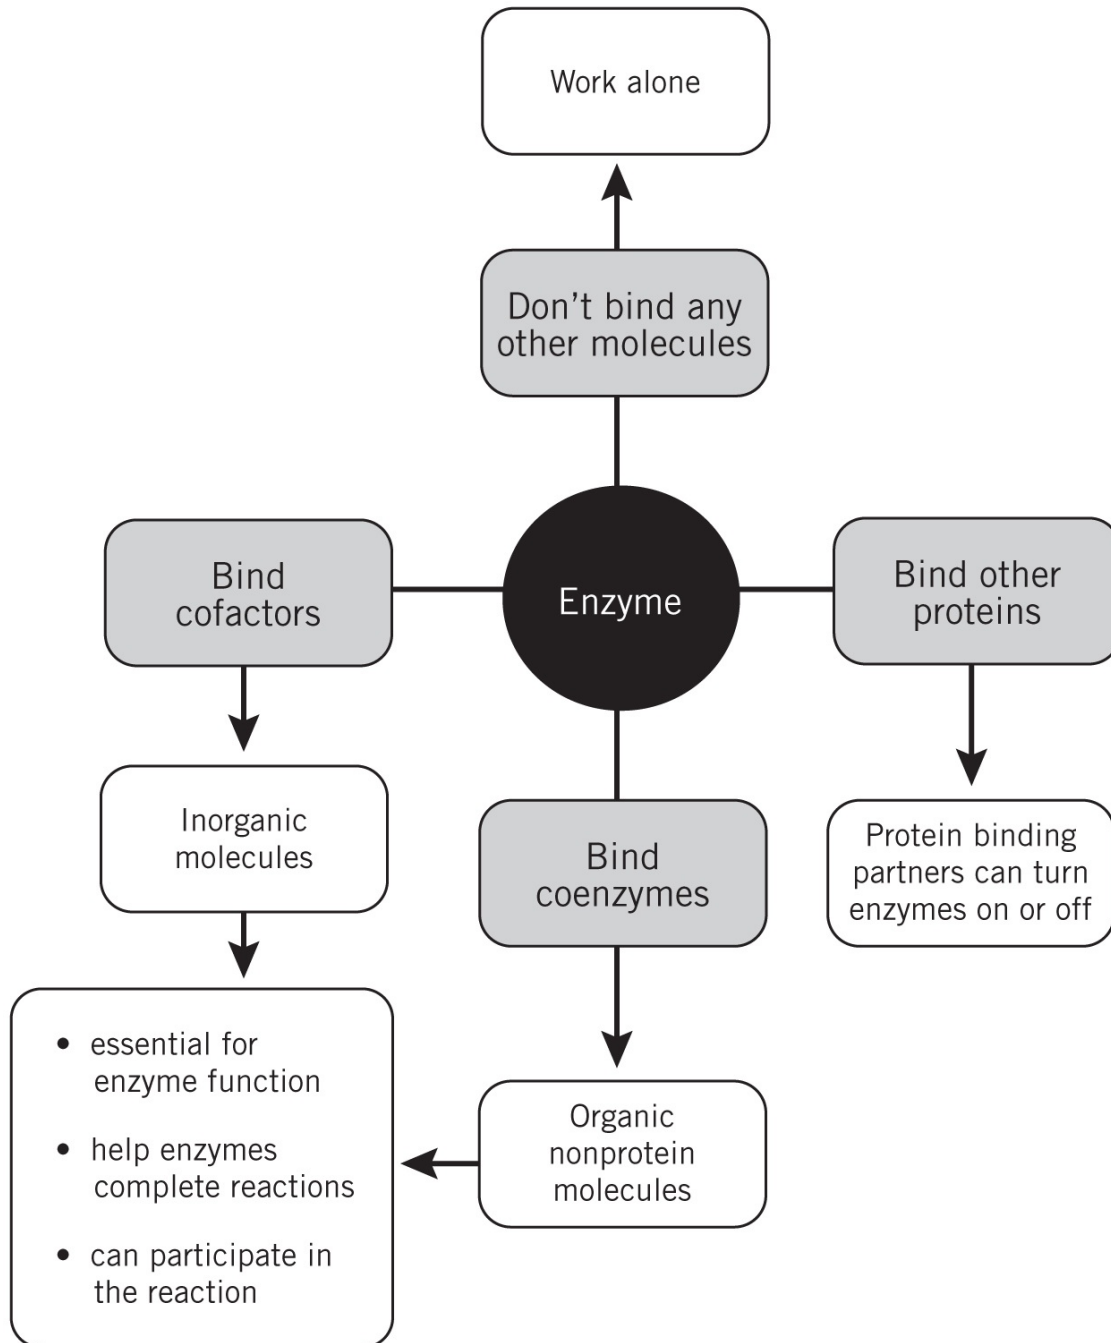 Work alone
Don’t bind any
other molecules
Bind
cofactors
Enzyme
Bind other
proteins
Inorganic
molecules
Bind
coenzymes
Protein binding
partners can turn
enzymes on or off
• essential for
enzyme function
• help enzymes
complete reactions
• can participate in
the reaction
Organic
nonprotein
molecules